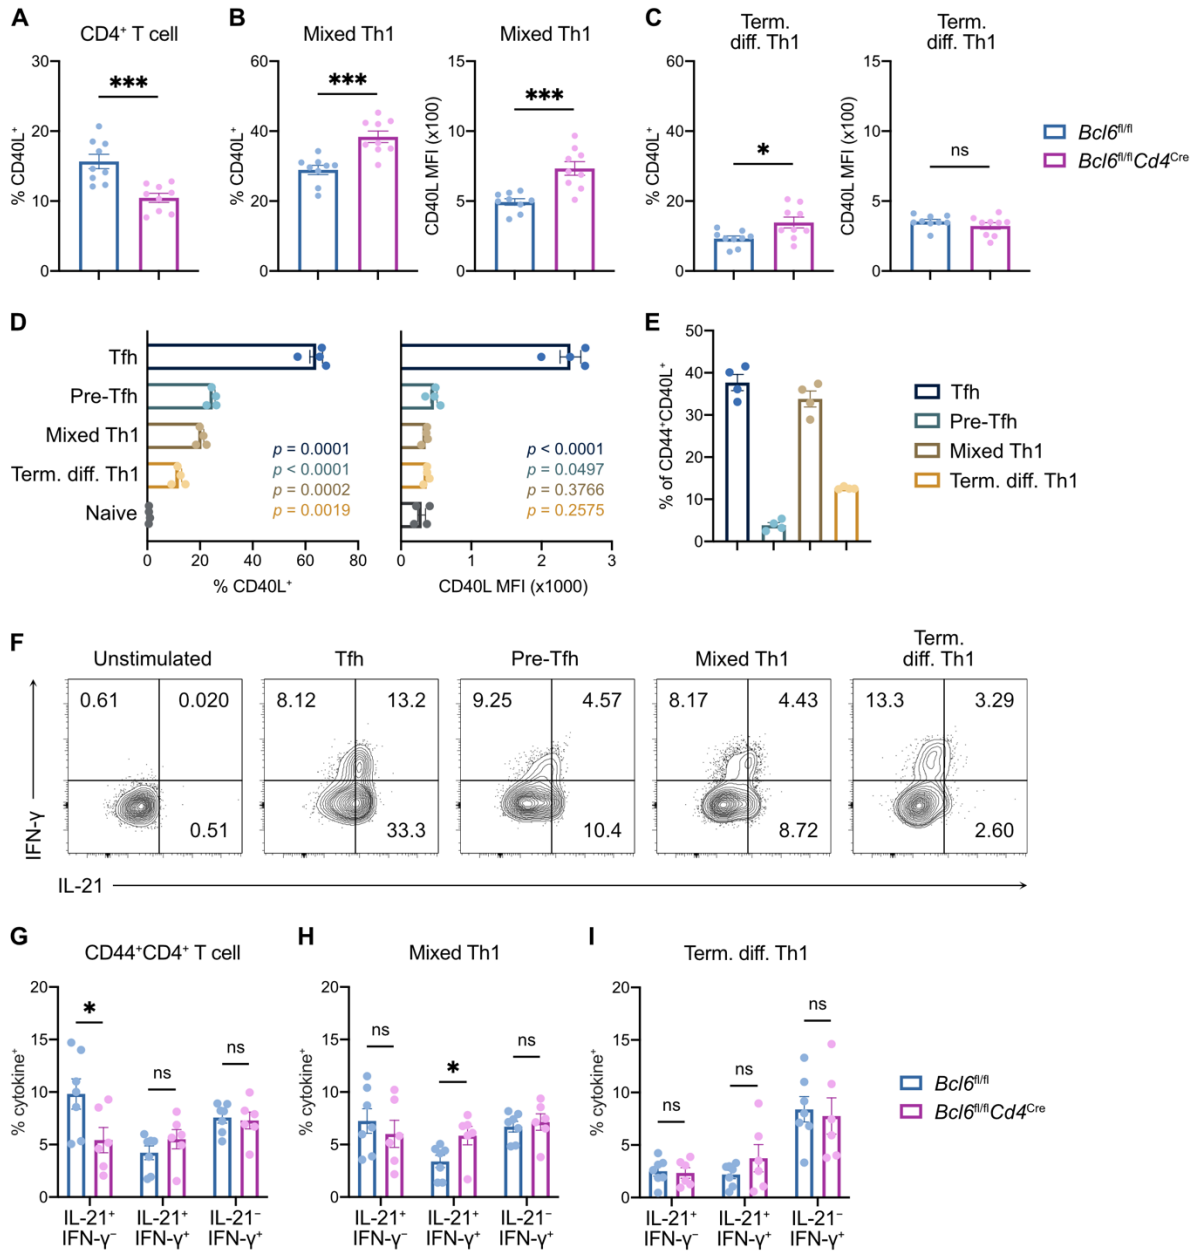 A
CD4⁺ T cell
% CD40L⁺
30
20
10
0
***
B
Mixed Th1
% CD40L⁺
60
40
20
0
***
Mixed Th1
CD40L MFI (x100)
15
10
5
0
***
C
Term.
diff. Th1
% CD40L⁺
60
40
20
0
*
Term.
diff. Th1
CD40L MFI (x100)
15
10
5
0
ns
Bcl6fl/fl
Bcl6fl/flCd4Cre
D
Tfh
Pre-Tfh
Mixed Th1
Term. diff. Th1
Naive
p = 0.0001
p < 0.0001
p = 0.0002
p = 0.0019
0 20 40 60 80
% CD40L⁺
p < 0.0001
p = 0.0497
p = 0.3766
p = 0.2575
0 1 2 3
CD40L MFI (x1000)
E
% of CD44⁺CD40L⁺
50
40
30
20
10
0
Tfh
Pre-Tfh
Mixed Th1
Term. diff. Th1
F
Unstimulated
0.61 0.020
0.51
Tfh
8.12 13.2
33.3
Pre-Tfh
9.25 4.57
10.4
Mixed Th1
8.17 4.43
8.72
Term.
diff. Th1
13.3 3.29
2.60
IFN-γ
IL-21
G
CD44⁺CD4⁺ T cell
% cytokine⁺
20
15
10
5
0
* ns ns
IL-21⁺ IL-21⁺ IL-21⁻
IFN-γ⁻ IFN-γ⁺ IFN-γ⁺
H
Mixed Th1
% cytokine⁺
20
15
10
5
0
ns * ns
IL-21⁺ IL-21⁺ IL-21⁻
IFN-γ⁻ IFN-γ⁺ IFN-γ⁺
I
Term. diff. Th1
% cytokine⁺
20
15
10
5
0
ns ns ns
IL-21⁺ IL-21⁺ IL-21⁻
IFN-γ⁻ IFN-γ⁺ IFN-γ⁺
Bcl6fl/fl
Bcl6fl/flCd4Cre